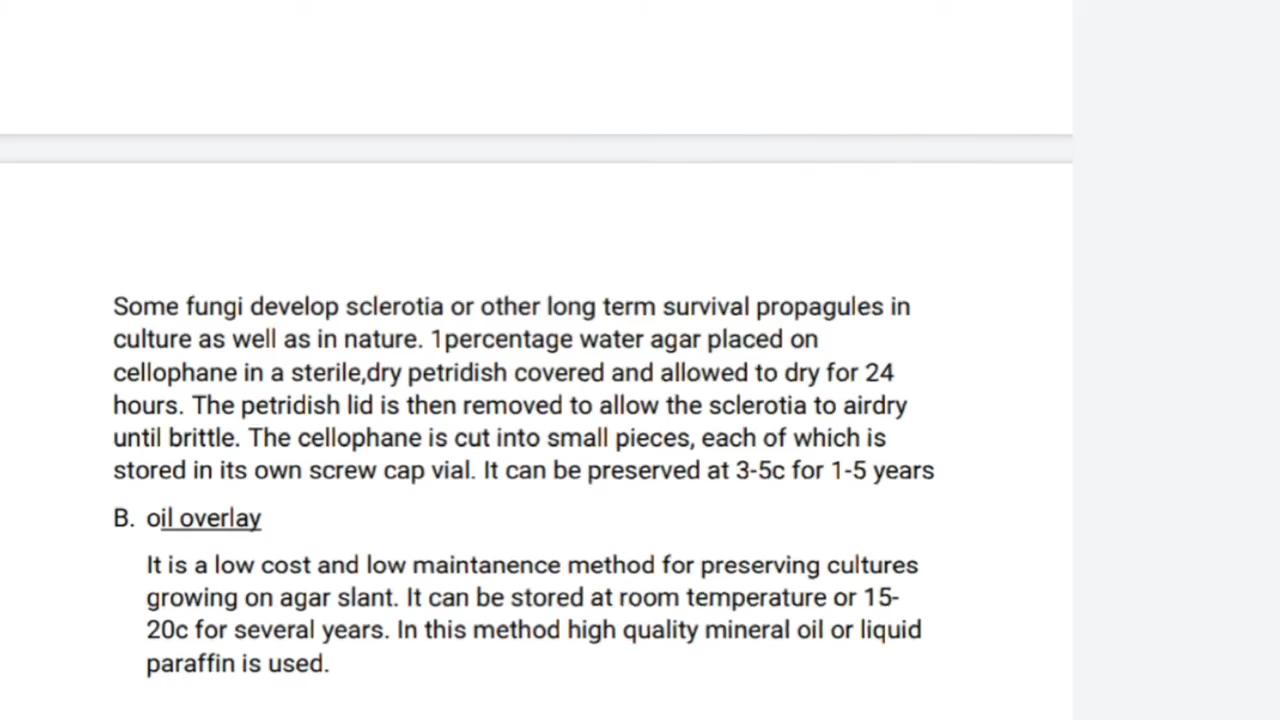 Some fungi develop sclerotia or other long term survival propagules in
culture as well as in nature. 1percentage water agar placed on
cellophane in a sterile,dry petridish covered and allowed to dry for 24
hours. The petridish lid is then removed to allow the sclerotia to airdry
until brittle. The cellophane is cut into small pieces, each of which is
stored in its own screw cap vial. It can be preserved at 3-5c for 1-5 years
B. oil overlay
It is a low cost and low maintanence method for preserving cultures
growing on agar slant. It can be stored at room temperature or 15-
20c for several years. In this method high quality mineral oil or liquid
paraffin is used.